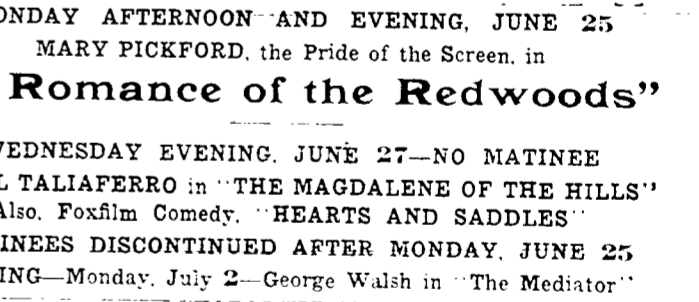 ONDAY AFTERNOON AND EVENING, JUNE 25
MARY PICKFORD, the Pride of the Screen, in
Romance of the Redwoods"
EDNESDAY EVENING, JUNE 27—NO MATINEE
L TALIAFERRO in "THE MAGDALENE OF THE HILLS"
Also, Foxfilm Comedy, "HEARTS AND SADDLES"
INEES DISCONTINUED AFTER MONDAY, JUNE 25
ING—Monday, July 2—George Walsh in "The Mediator"